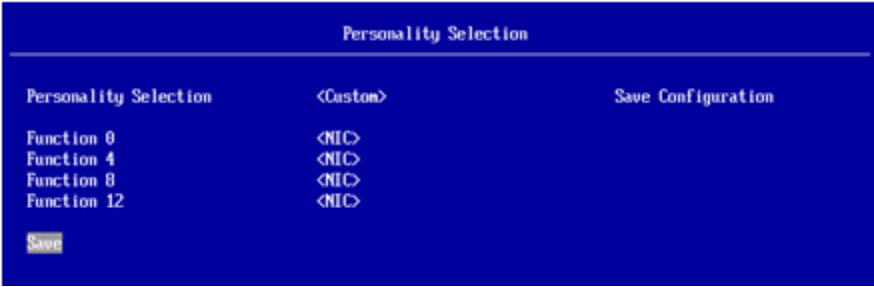 Personality Selection
Personality Selection <Custom> Save Configuration
Function 0 <NIC>
Function 4 <NIC>
Function 8 <NIC>
Function 12 <NIC>
Save